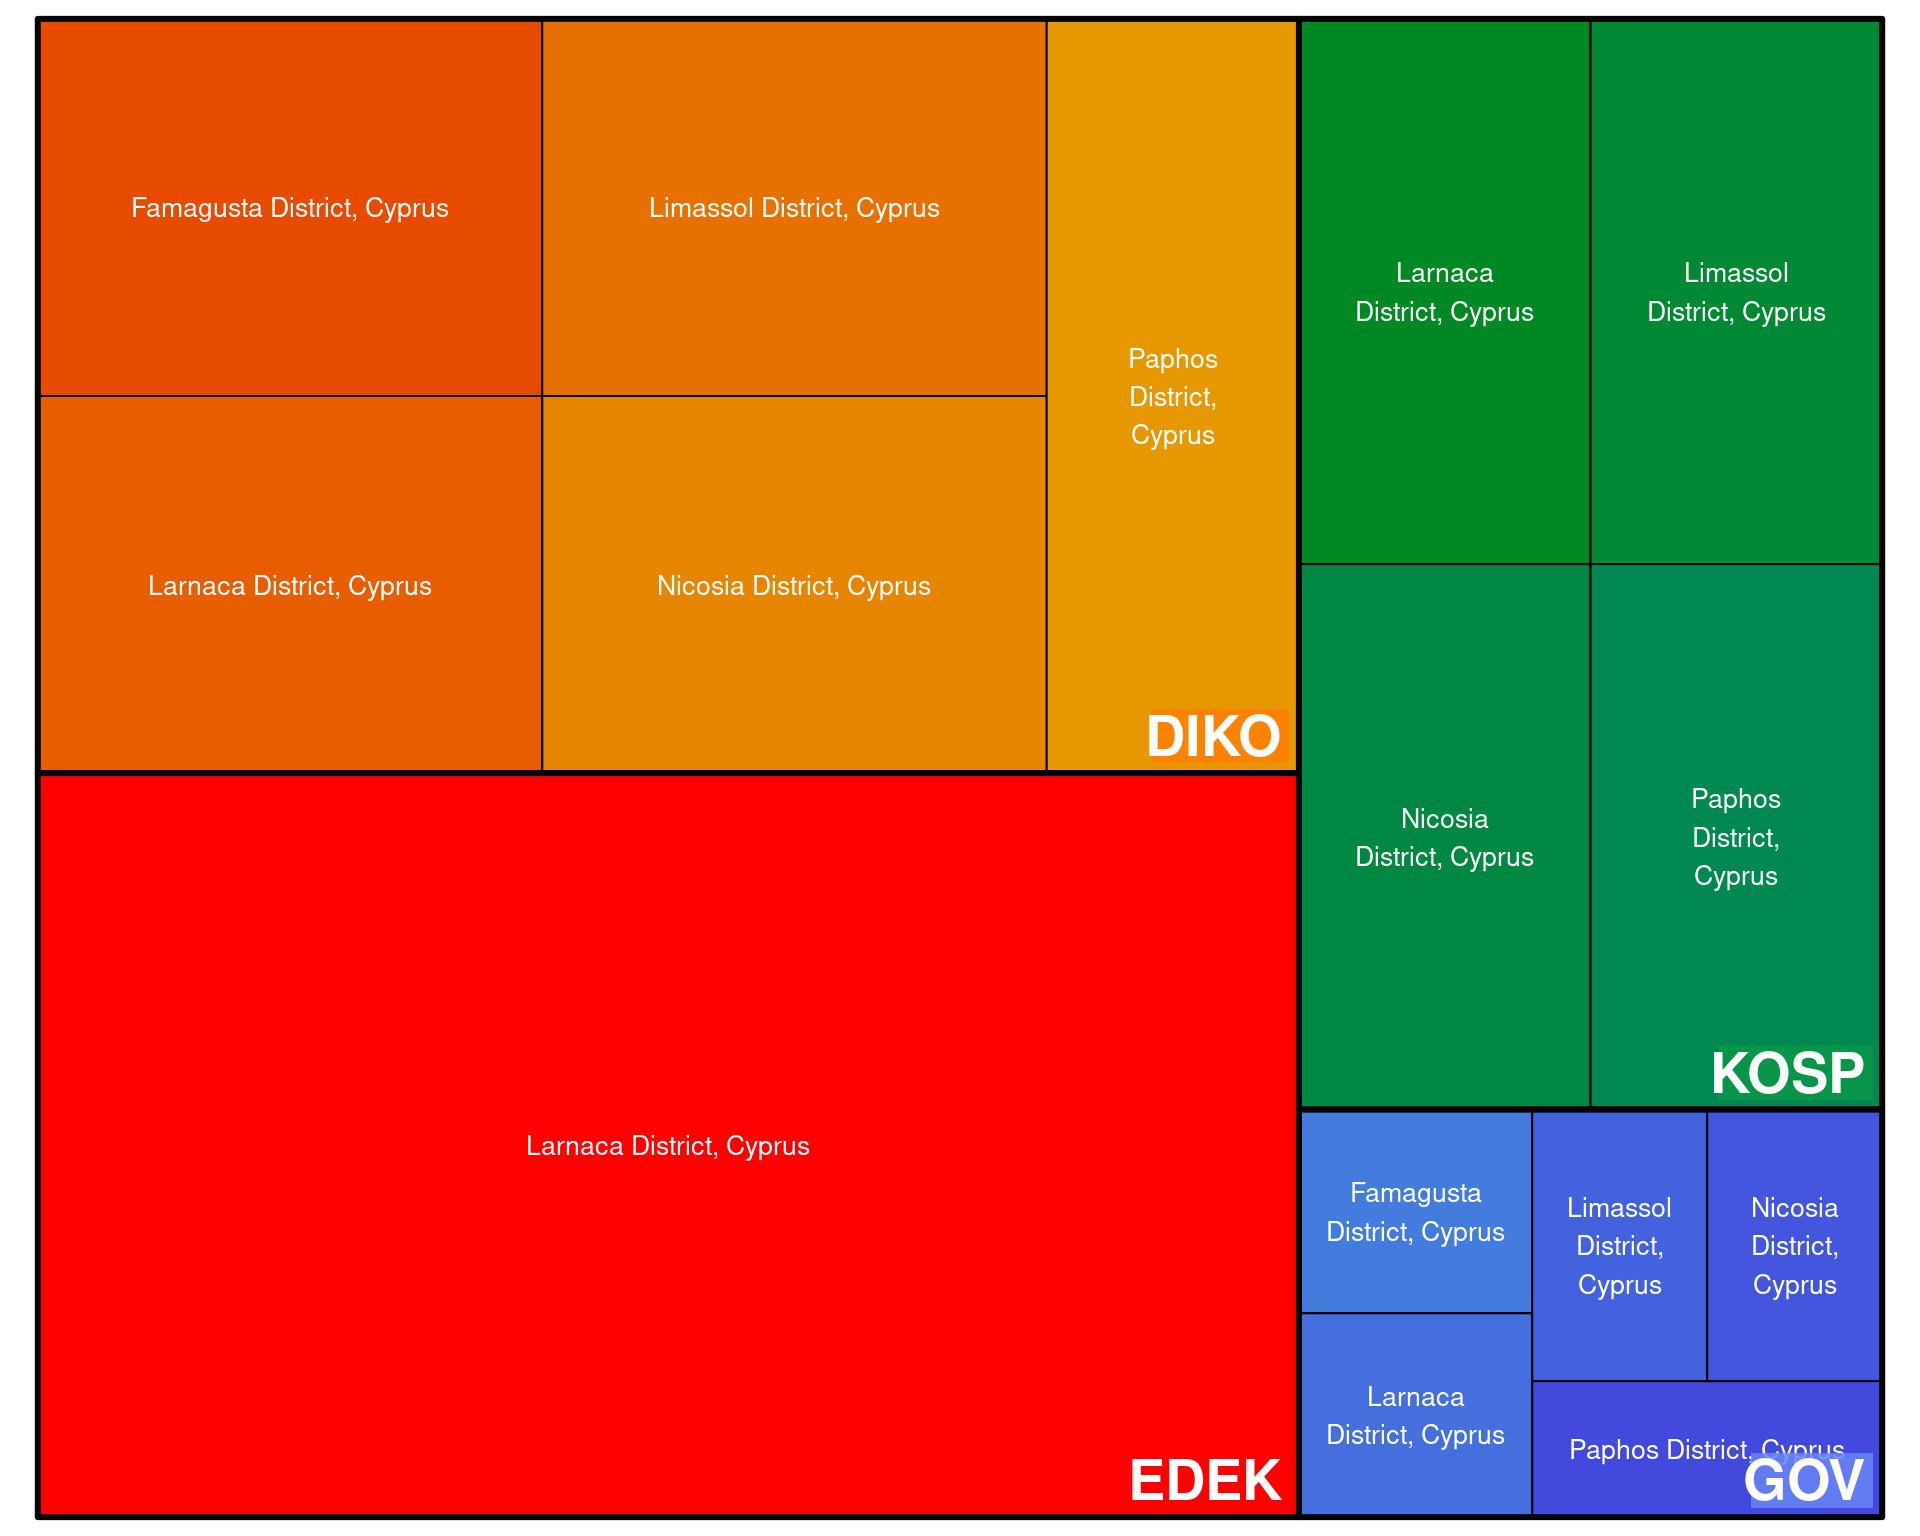 Famagusta District, Cyprus
Limassol District, Cyprus
Larnaca District, Cyprus
Nicosia District, Cyprus
Paphos
District,
Cyprus
DIKO
Larnaca District, Cyprus
EDEK
Larnaca
District, Cyprus
Limassol
District, Cyprus
Nicosia
District, Cyprus
Paphos
District,
Cyprus
KOSP
Famagusta
District, Cyprus
Larnaca
District, Cyprus
Limassol
District,
Cyprus
Nicosia
District,
Cyprus
Paphos District, Cyprus
GOV